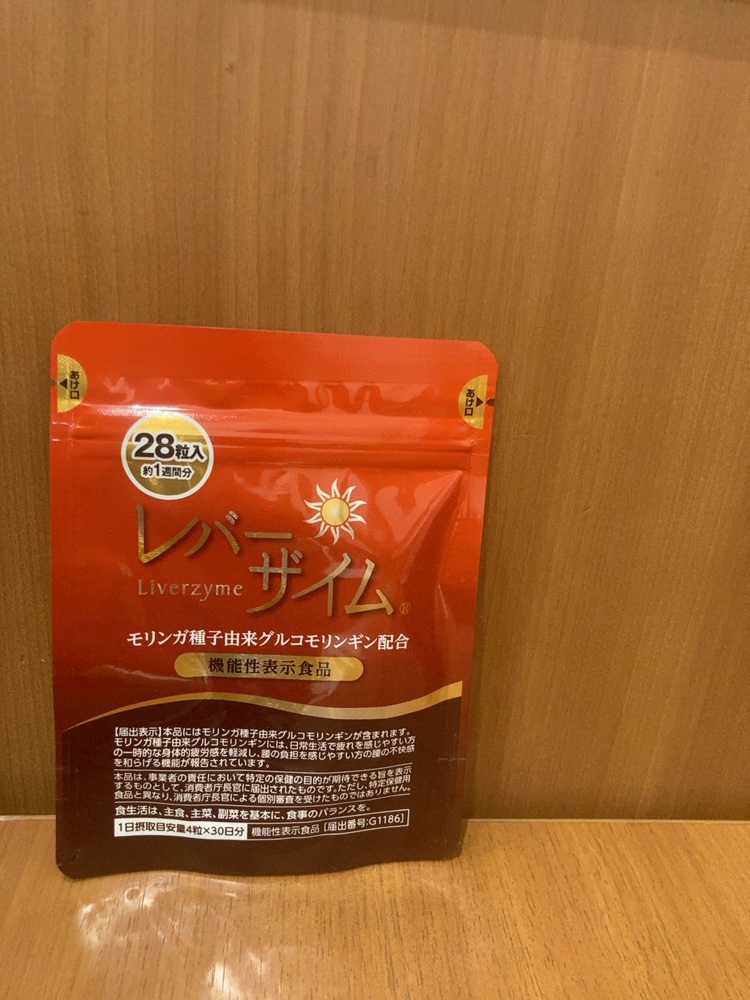 あけ口
あけ口
28粒入
約1週間分
レバー
ザイム®
Liverzyme
モリンガ種子由来グルコモリンギン配合
機能性表示食品
【届出表示】本品にはモリンガ種子由来グルコモリンギンが含まれます。
モリンガ種子由来グルコモリンギンには、日常生活で疲れを感じやすい方
の一時的な身体的疲労感を軽減し、腰の負担を感じやすい方の腰の不快感
を和らげる機能が報告されています。
本品は、事業者の責任において特定の保健の目的が期待できる旨を表示
するものとして、消費者庁長官に届出されたものです。ただし、特定保健用
食品と異なり、消費者庁長官による個別審査を受けたものではありません。
食生活は、主食、主菜、副菜を基本に、食事のバランスを。
1日摂取目安量4粒×30日分 機能性表示食品 [届出番号:G1186]